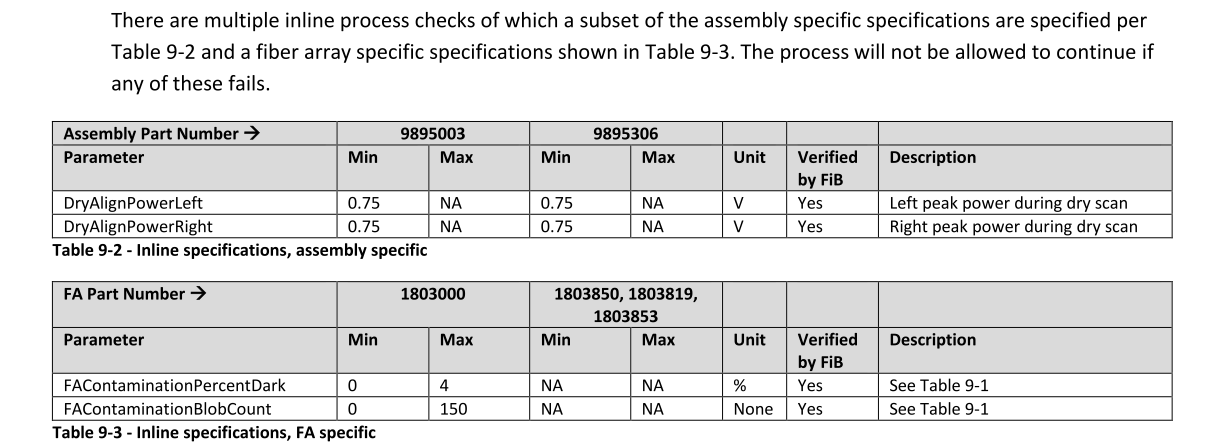 There are multiple inline process checks of which a subset of the assembly specific specifications are specified per
Table 9-2 and a fiber array specific specifications shown in Table 9-3. The process will not be allowed to continue if
any of these fails.
Assembly Part Number → 9895003 9895306
Parameter Min Max Min Max Unit Verified by FiB Description
DryAlignPowerLeft 0.75 NA 0.75 NA V Yes Left peak power during dry scan
DryAlignPowerRight 0.75 NA 0.75 NA V Yes Right peak power during dry scan
Table 9-2 - Inline specifications, assembly specific
FA Part Number → 1803000 1803850, 1803819, 1803853
Parameter Min Max Min Max Unit Verified by FiB Description
FAContaminationPercentDark 0 4 NA NA % Yes See Table 9-1
FAContaminationBlobCount 0 150 NA NA None Yes See Table 9-1
Table 9-3 - Inline specifications, FA specific